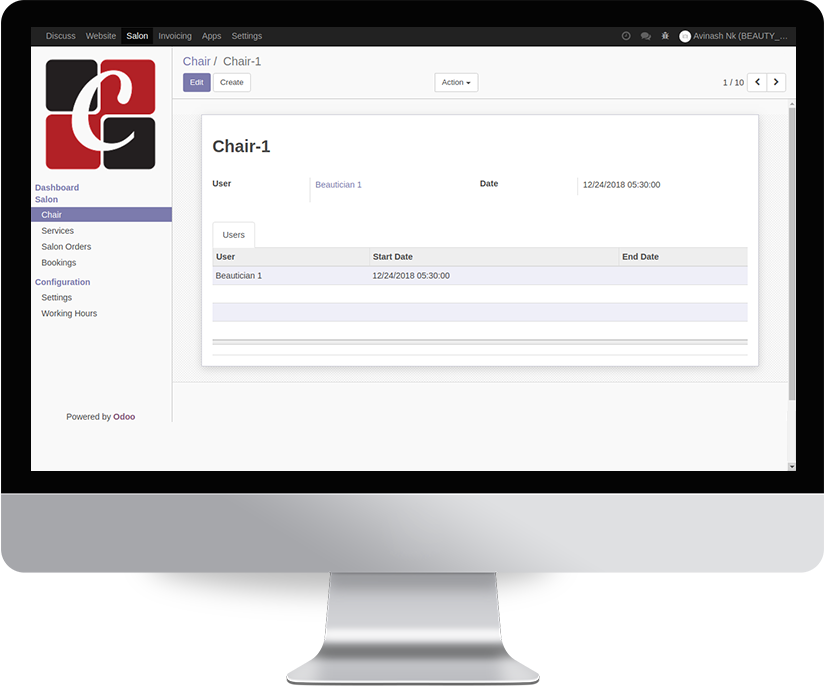 Discuss Website Salon Invoicing Apps Settings Avinash Nk (BEAUTY_...
C
Chair / Chair-1
Edit Create Action 1 / 10
Dashboard
Salon
Chair
Services
Salon Orders
Bookings
Configuration
Settings
Working Hours
Powered by Odoo
Chair-1
User Beautician 1 Date 12/24/2018 05:30:00
Users
User Start Date End Date
Beautician 1 12/24/2018 05:30:00